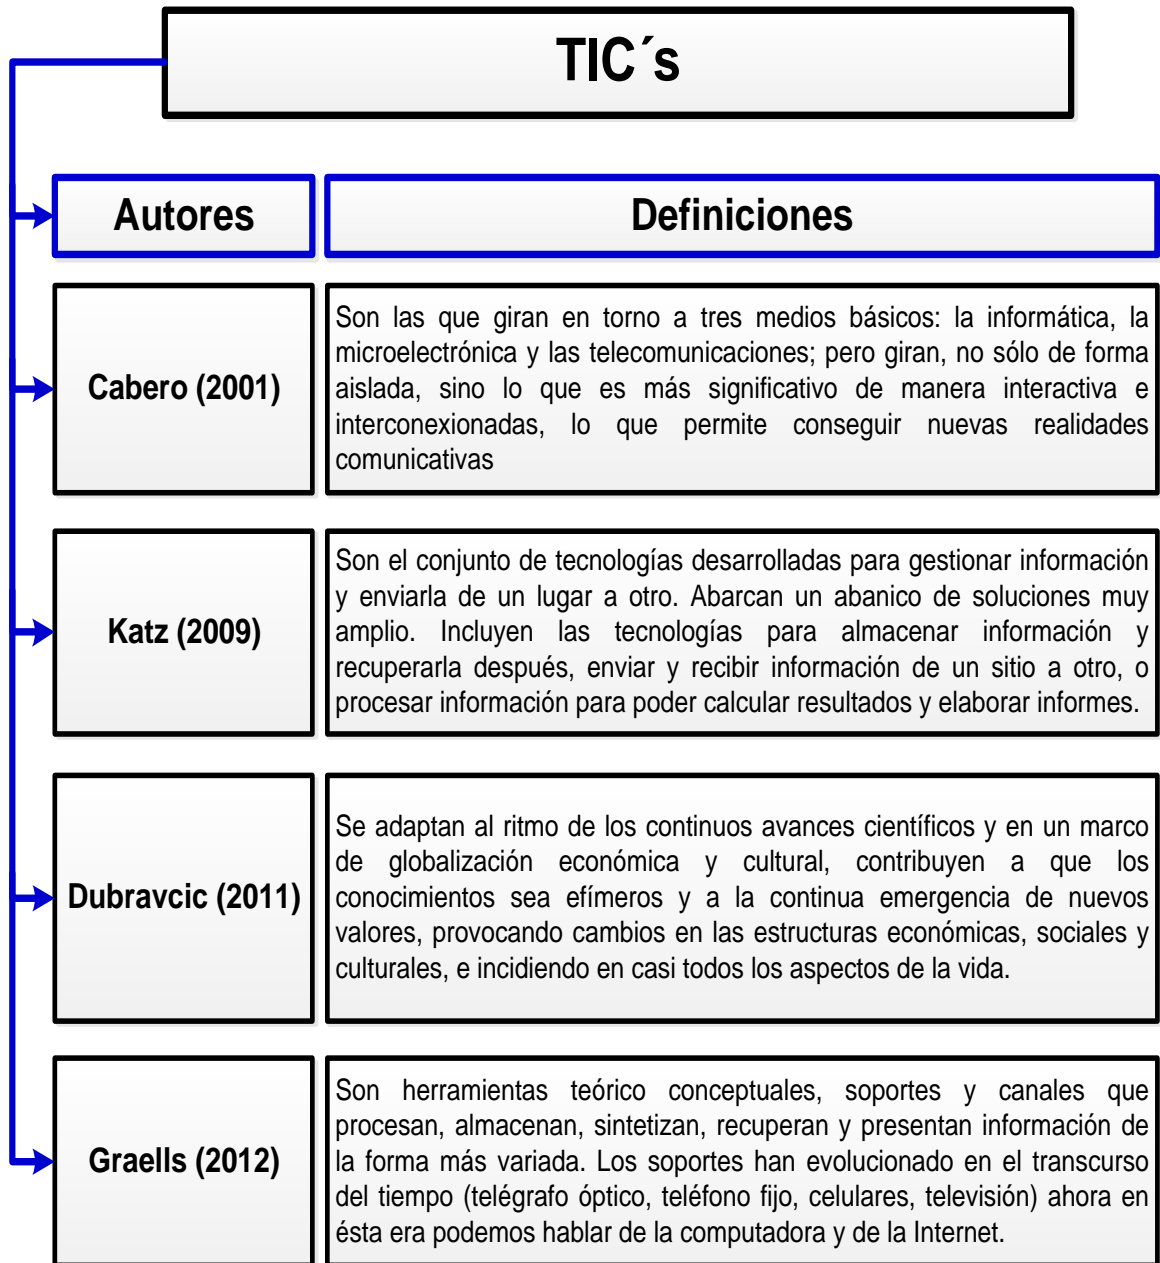 TIC´s
Autores
Definiciones
Cabero (2001)
Son las que giran en torno a tres medios básicos: la informática, la
microelectrónica y las telecomunicaciones; pero giran, no sólo de forma
aislada, sino lo que es más significativo de manera interactiva e
interconexionadas, lo que permite conseguir nuevas realidades
comunicativas
Katz (2009)
Son el conjunto de tecnologías desarrolladas para gestionar información
y enviarla de un lugar a otro. Abarcan un abanico de soluciones muy
amplio. Incluyen las tecnologías para almacenar información y
recuperarla después, enviar y recibir información de un sitio a otro, o
procesar información para poder calcular resultados y elaborar informes.
Dubravcic (2011)
Se adaptan al ritmo de los continuos avances científicos y en un marco
de globalización económica y cultural, contribuyen a que los
conocimientos sea efímeros y a la continua emergencia de nuevos
valores, provocando cambios en las estructuras económicas, sociales y
culturales, e incidiendo en casi todos los aspectos de la vida.
Graells (2012)
Son herramientas teórico conceptuales, soportes y canales que
procesan, almacenan, sintetizan, recuperan y presentan información de
la forma más variada. Los soportes han evolucionado en el transcurso
del tiempo (telégrafo óptico, teléfono fijo, celulares, televisión) ahora en
ésta era podemos hablar de la computadora y de la Internet.